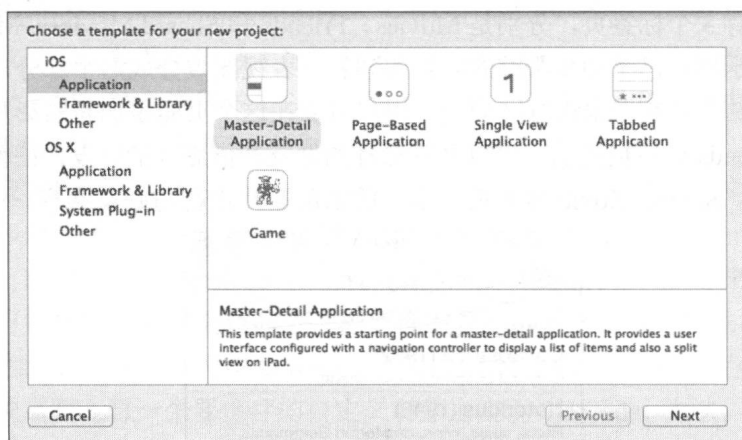 Choose a template for your new project:
iOS
Application
Framework & Library
Other
OS X
Application
Framework & Library
System Plug-in
Other
Master-Detail
Application
Page-Based
Application
1
Single View
Application
Tabbed
Application
Game
Master-Detail Application
This template provides a starting point for a master-detail application. It provides a user
interface configured with a navigation controller to display a list of items and also a split
view on iPad.
Cancel
Previous
Next